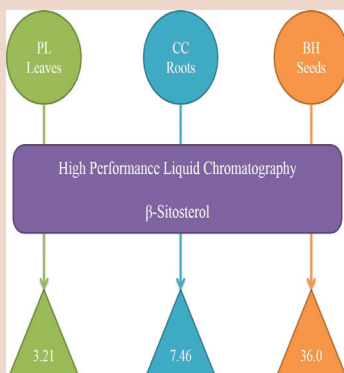 PL
Leaves
CC
Roots
BH
Seeds
High Performance Liquid Chromatography
β-Sitosterol
3.21
7.46
36.0